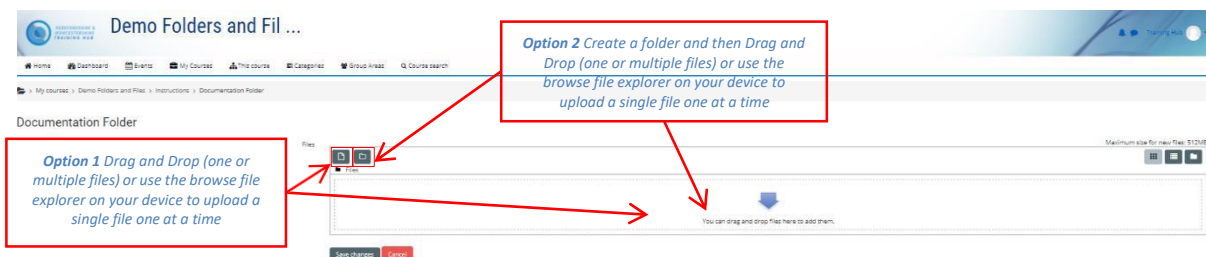 Demo Folders and Fil ...
TRAINING HUB
Training Hub
Home Dashboard Events My Courses This course Categories Group Areas Course search
> My courses > Demo Folders and Files > Instructions > Documentation Folder
Option 2 Create a folder and then Drag and
Drop (one or multiple files) or use the
browse file explorer on your device to
upload a single file one at a time
Documentation Folder
Option 1 Drag and Drop (one or
multiple files) or use the browse file
explorer on your device to upload a
single file one at a time
Files
Maximum size for new files: 512MB
Files
You can drag and drop files here to add them.
Save changes Cancel